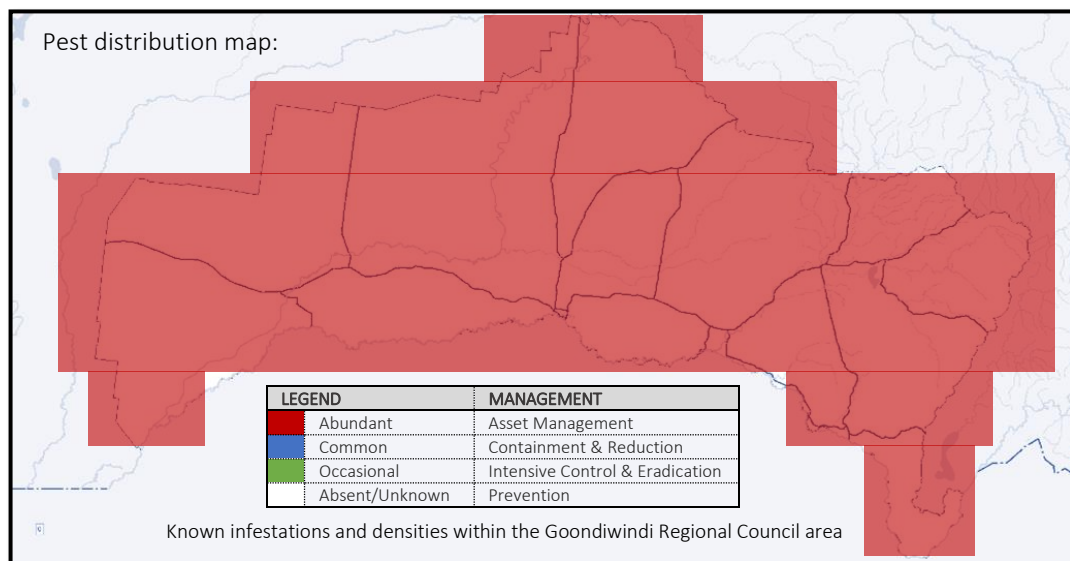 Pest distribution map:
LEGEND MANAGEMENT
Abundant Asset Management
Common Containment & Reduction
Occasional Intensive Control & Eradication
Absent/Unknown Prevention
Known infestations and densities within the Goondiwindi Regional Council area